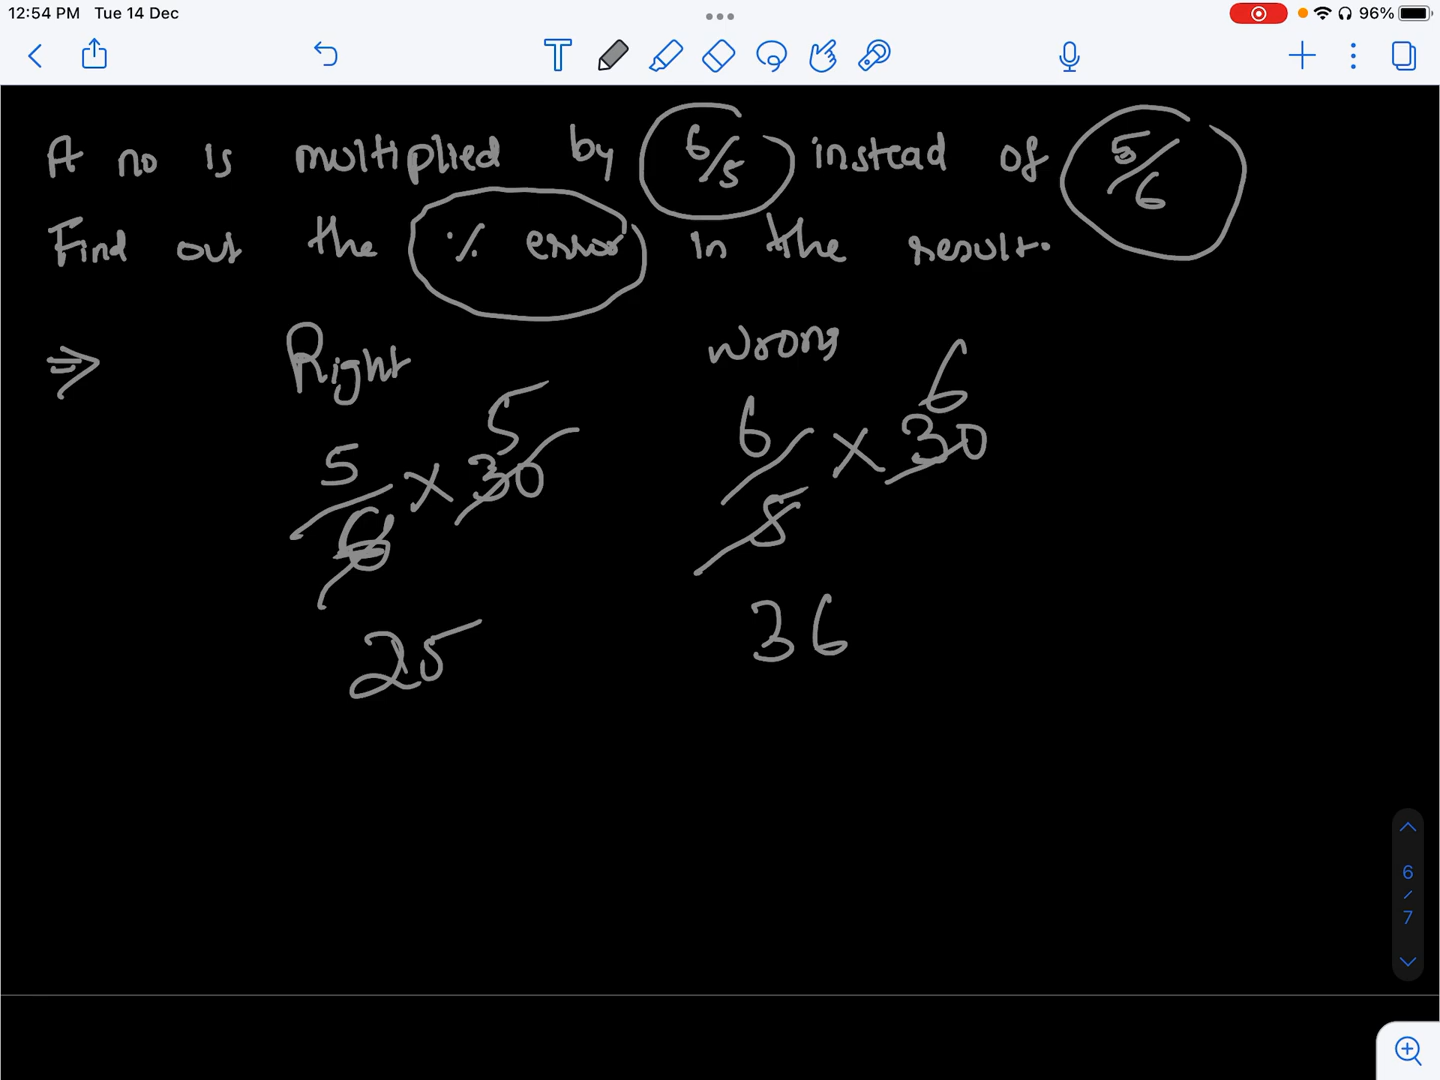 12:54 PM Tue 14 Dec 96%
T
A no is multiplied by 6/5 instead of 5/6
Find out the % error in the result.
⇒ Right Wrong
5 6
5/6 × 30 6/5 × 30
25 36
6
/
7